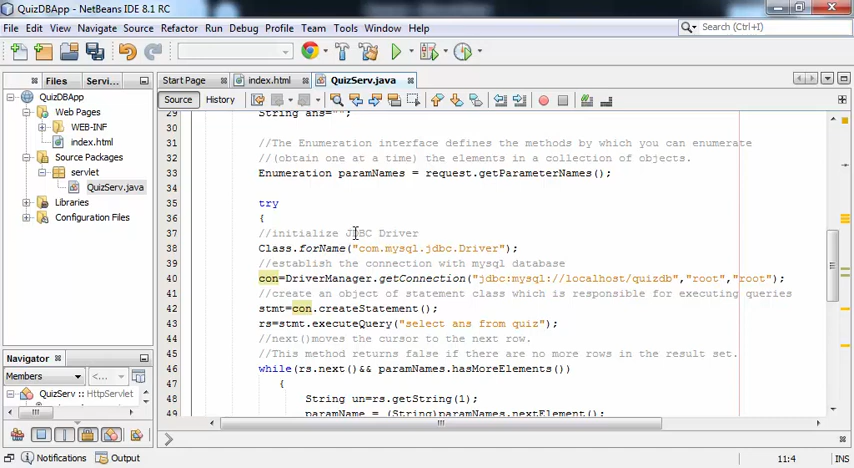 QuizDBApp - NetBeans IDE 8.1 RC
File Edit View Navigate Source Refactor Run Debug Profile Team Tools Window Help
Search (Ctrl+I)
Files Servi...
Start Page index.html QuizServ.java
Source History
QuizDBApp
Web Pages
WEB-INF
index.html
Source Packages
servlet
QuizServ.java
Libraries
Configuration Files
Navigator
Members <...
QuizServ :: HttpServlet
29 String ans="";
30
31 //The Enumeration interface defines the methods by which you can enumerate
32 //(obtain one at a time) the elements in a collection of objects.
33 Enumeration paramNames = request.getParameterNames();
34
35 try
36 {
37 //initialize JDBC Driver
38 Class.forName("com.mysql.jdbc.Driver");
39 //establish the connection with mysql database
40 con=DriverManager.getConnection("jdbc:mysql://localhost/quizdb","root","root");
41 //create an object of statement class which is responsible for executing queries
42 stmt=con.createStatement();
43 rs=stmt.executeQuery("select ans from quiz");
44 //next()moves the cursor to the next row.
45 //This method returns false if there are no more rows in the result set.
46 while(rs.next()&& paramNames.hasMoreElements())
47 {
48 String un=rs.getString(1);
49 paramName = (String)paramNames.nextElement();
Notifications Output
11:4 INS